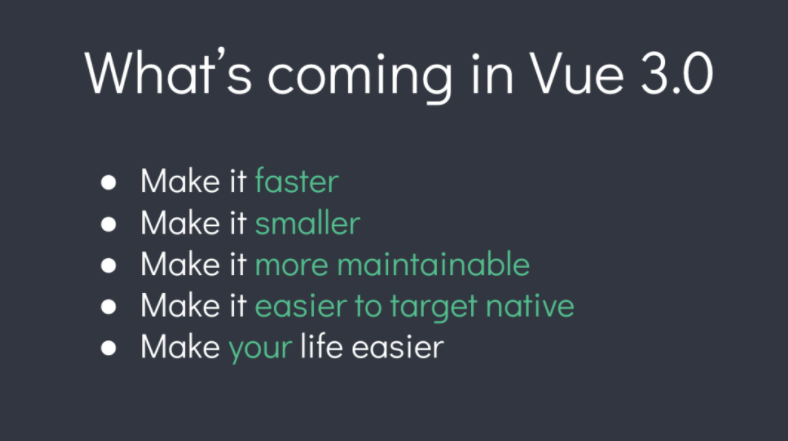 What's coming in Vue 3.0
● Make it faster
● Make it smaller
● Make it more maintainable
● Make it easier to target native
● Make your life easier